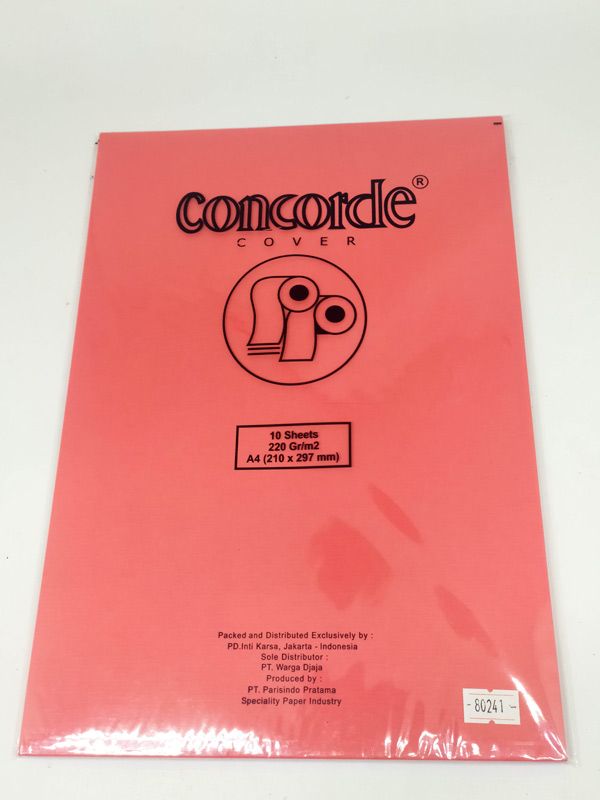 concorde ®
COVER
10 Sheets
220 Gr/m2
A4 (210 x 297 mm)
Packed and Distributed Exclusively by :
PD.Inti Karsa, Jakarta - Indonesia
Sole Distributor :
PT. Warga Djaja
Produced by :
PT. Parisindo Pratama
Speciality Paper Industry
- 80241 -